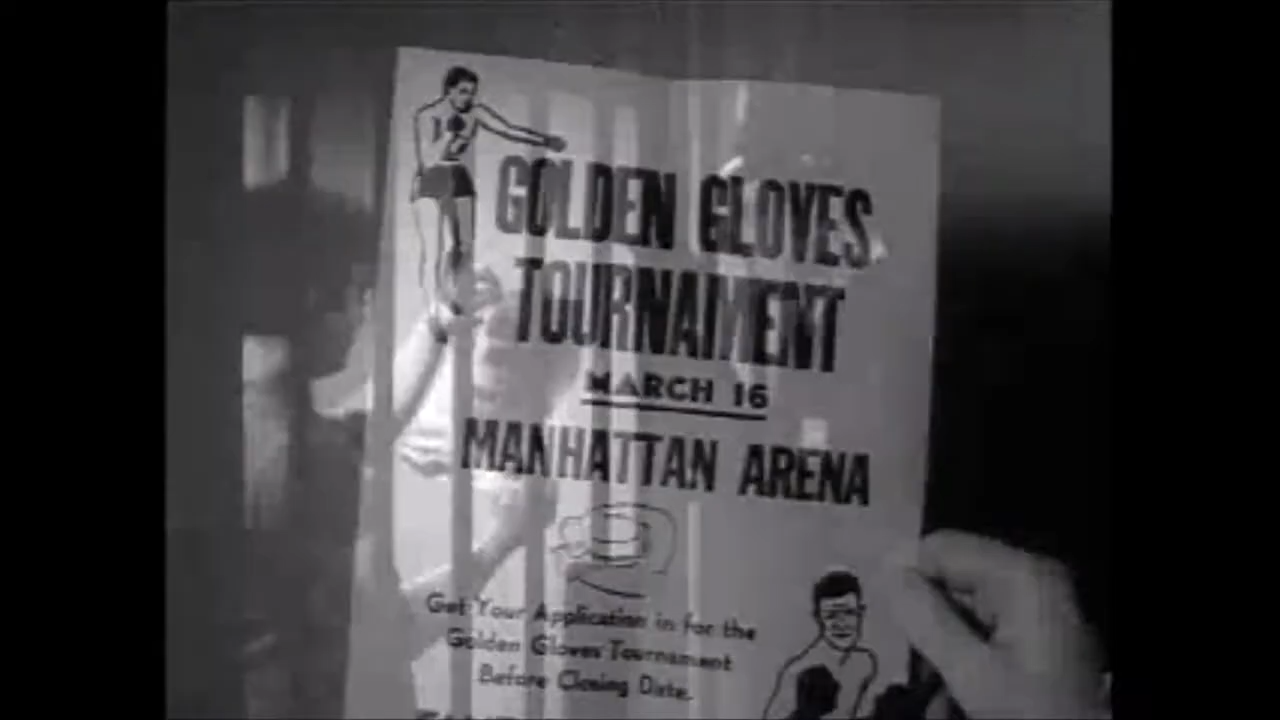 GOLDEN GLOVES
TOURNAMENT
MARCH 16
MANHATTAN ARENA
Get Your Application in for the
Golden Gloves Tournament
Before Closing Date.